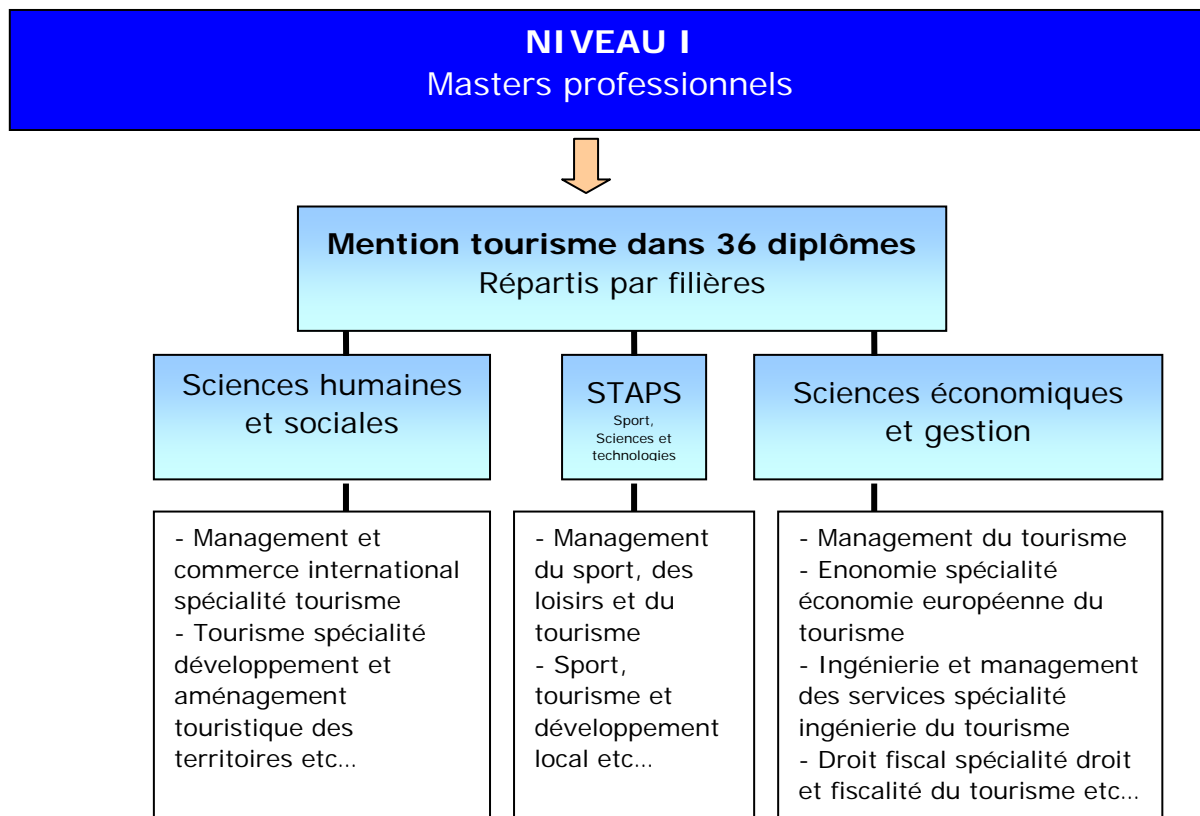 NIVEAU I
Masters professionnels
Mention tourisme dans 36 diplômes
Répartis par filières
Sciences humaines
et sociales
STAPS
Sport,
Sciences et
technologies
Sciences économiques
et gestion
- Management et
commerce international
spécialité tourisme
- Tourisme spécialité
développement et
aménagement
touristique des
territoires etc...
- Management
du sport, des
loisirs et du
tourisme
- Sport,
tourisme et
développement
local etc...
- Management du tourisme
- Enonomie spécialité
économie européenne du
tourisme
- Ingénierie et management
des services spécialité
ingénierie du tourisme
- Droit fiscal spécialité droit
et fiscalité du tourisme etc...